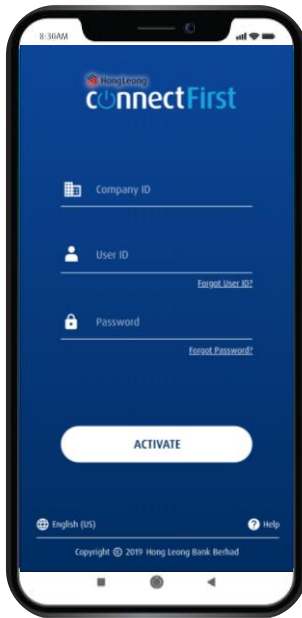 8:30AM
HongLeong
connectFirst
Company ID
User ID
Forgot User ID?
Password
Forgot Password?
ACTIVATE
English (US)
Help
Copyright © 2019 Hong Leong Bank Berhad